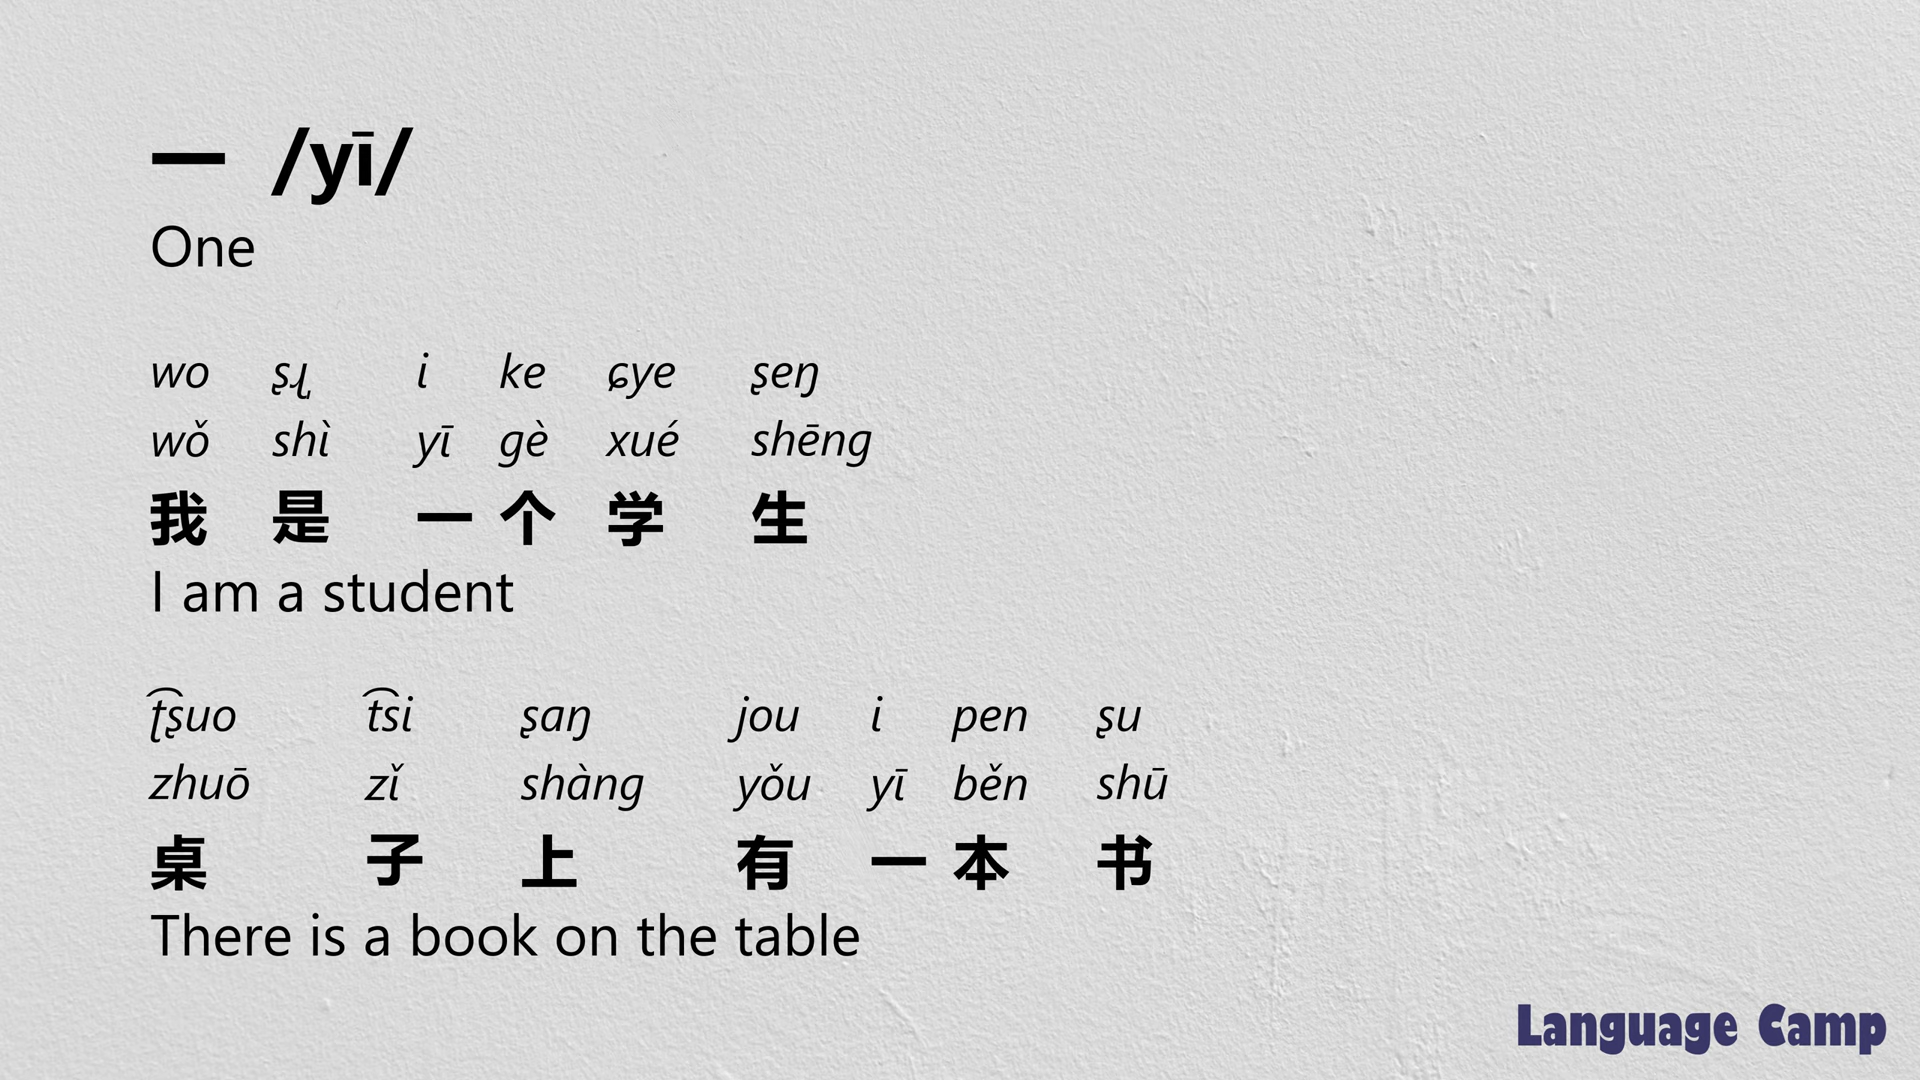 一 /yī/
One
wo ʂɻ i ke ɕye ʂeŋ
wǒ shì yī gè xué shēng
我 是 一 个 学 生
I am a student
ʈ͡ʂuo t͡si ʂaŋ jou i pen ʂu
zhuō zǐ shàng yǒu yī běn shū
桌 子 上 有 一 本 书
There is a book on the table
Language Camp